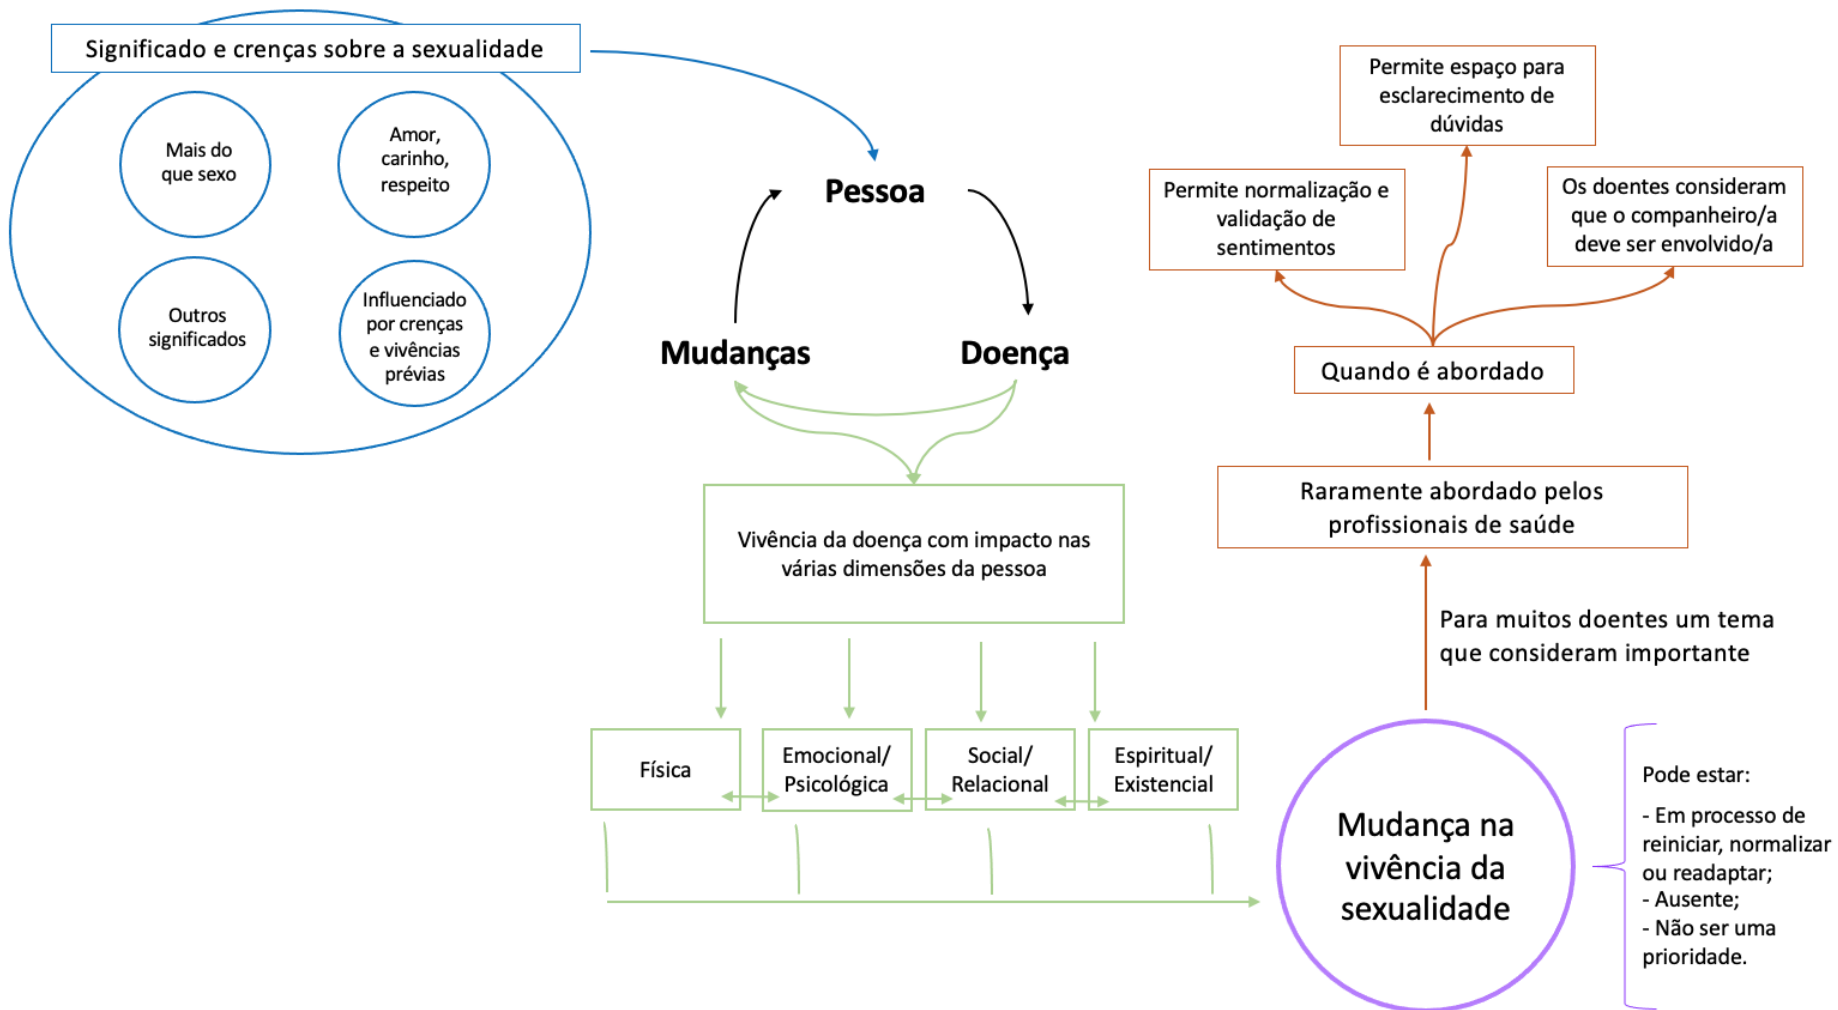 Significado e crenças sobre a sexualidade
Mais do
que sexo
Amor,
carinho,
respeito
Outros
significados
Influenciado
por crenças
e vivências
prévias
Pessoa
Mudanças
Doença
Vivência da doença com impacto nas
várias dimensões da pessoa
Física
Emocional/
Psicológica
Social/
Relacional
Espiritual/
Existencial
Mudança na
vivência da
sexualidade
Pode estar:
- Em processo de
reiniciar, normalizar
ou readaptar;
- Ausente;
- Não ser uma
prioridade.
Para muitos doentes um tema
que consideram importante
Raramente abordado pelos
profissionais de saúde
Quando é abordado
Permite normalização e
validação de
sentimentos
Permite espaço para
esclarecimento de
dúvidas
Os doentes consideram
que o companheiro/a
deve ser envolvido/a